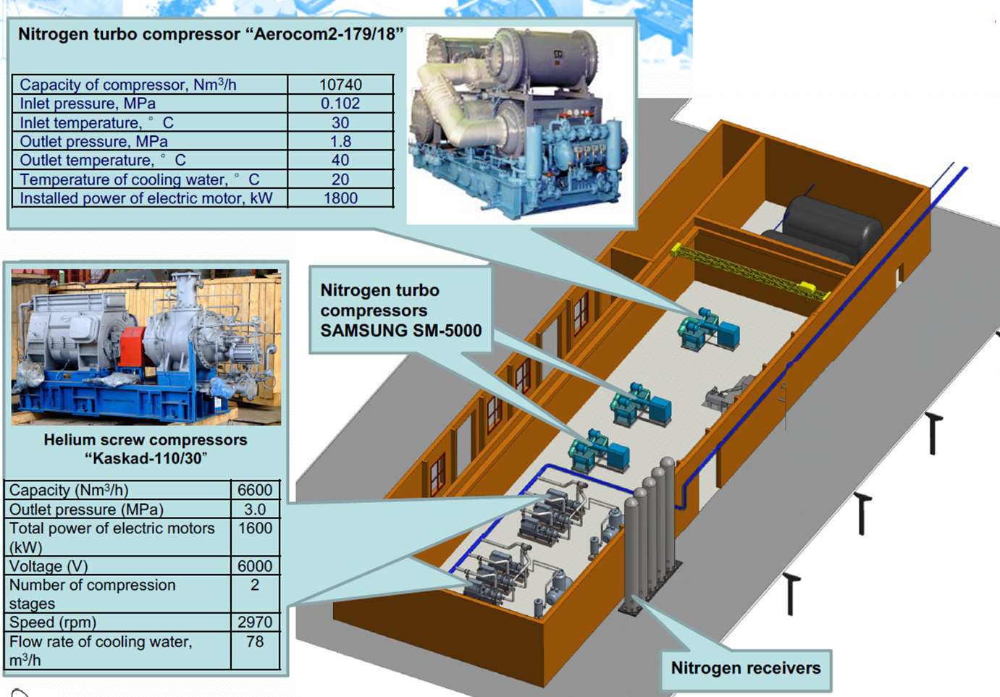 Nitrogen turbo compressor “Aerocom2-179/18”
Capacity of compressor, Nm³/h 10740
Inlet pressure, MPa 0.102
Inlet temperature, ° C 30
Outlet pressure, MPa 1.8
Outlet temperature, ° C 40
Temperature of cooling water, ° C 20
Installed power of electric motor, kW 1800
Nitrogen turbo
compressors
SAMSUNG SM-5000
Helium screw compressors
“Kaskad-110/30”
Capacity (Nm³/h) 6600
Outlet pressure (MPa) 3.0
Total power of electric motors 1600
(kW)
Voltage (V) 6000
Number of compression 2
stages
Speed (rpm) 2970
Flow rate of cooling water, 78
m³/h
Nitrogen receivers